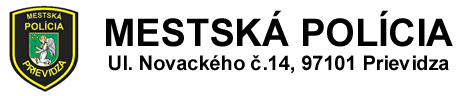 MESTSKÁ
POLÍCIA
PRIEVIDZA
MESTSKÁ POLÍCIA
Ul. Novackého č.14, 97101 Prievidza